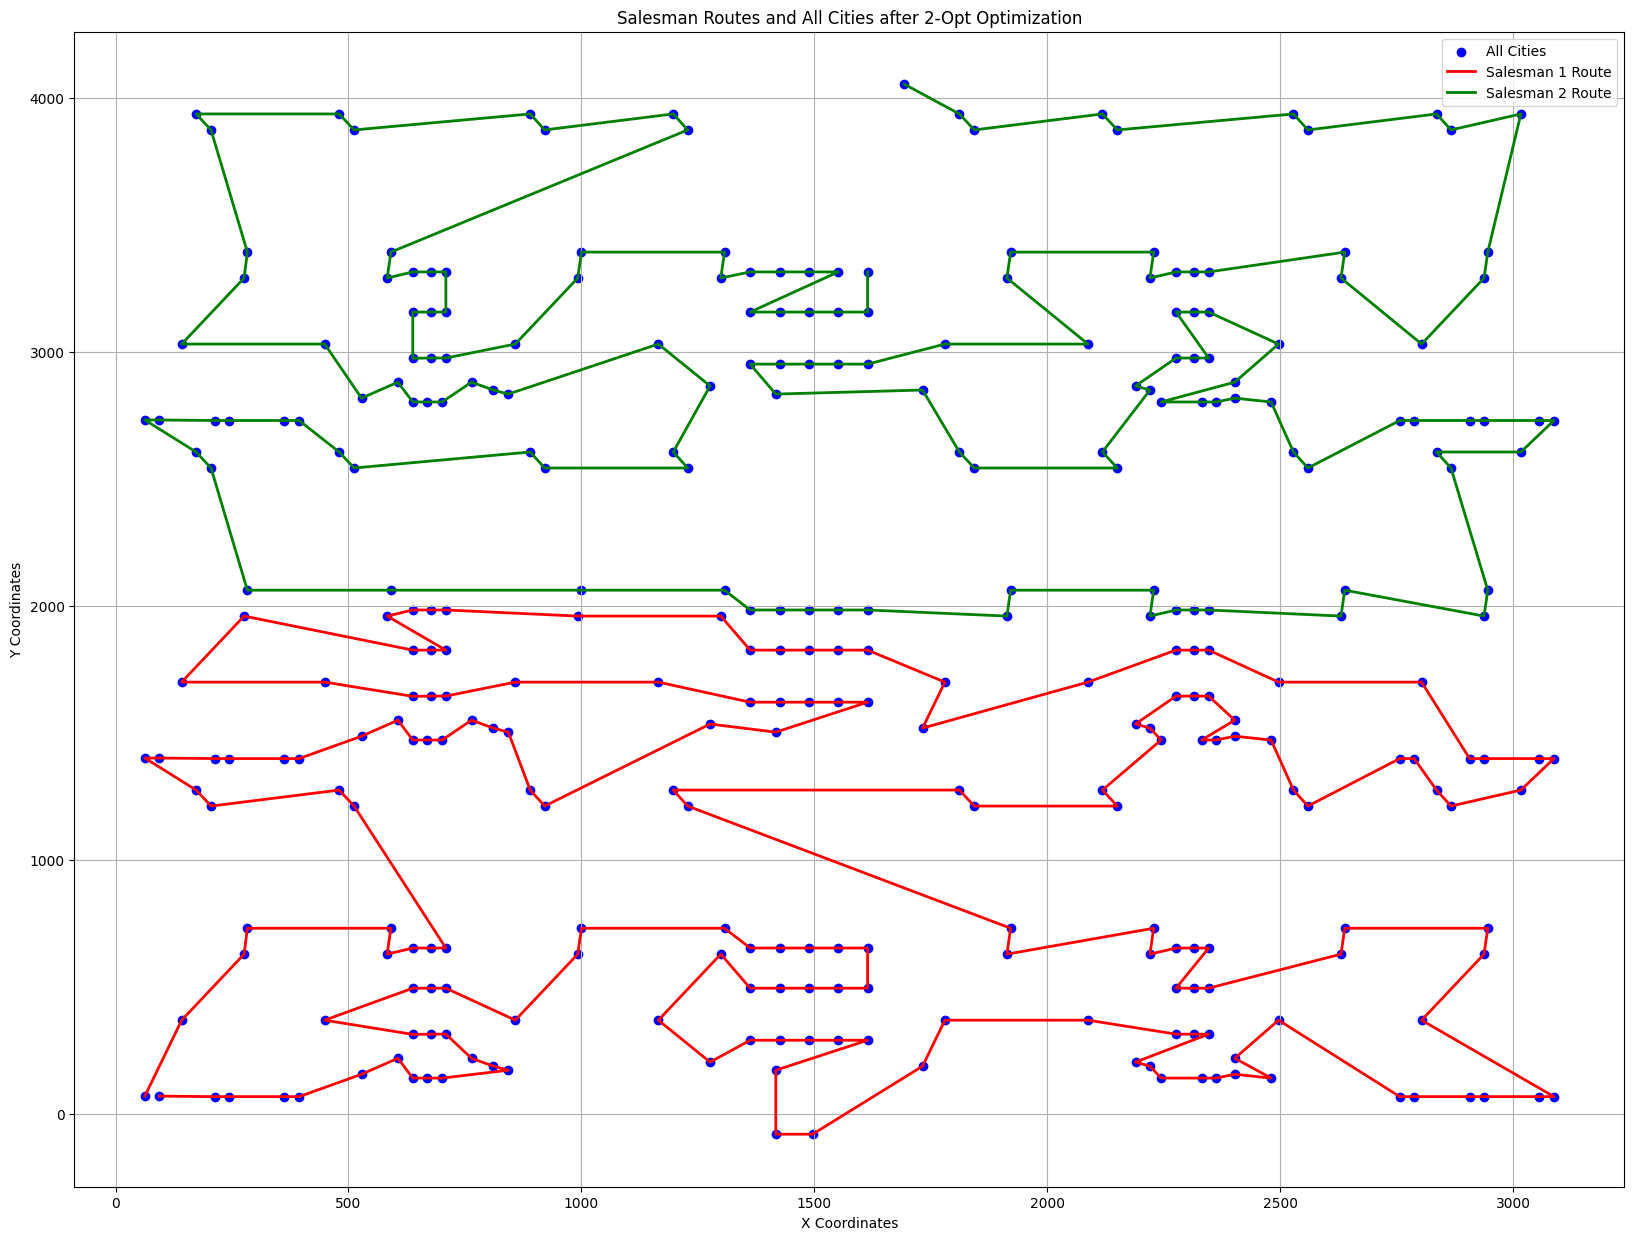 Salesman Routes and All Cities after 2-Opt Optimization
All Cities
Salesman 1 Route
Salesman 2 Route
4000
3000
2000
1000
0
Y Coordinates
0 500 1000 1500 2000 2500 3000
X Coordinates